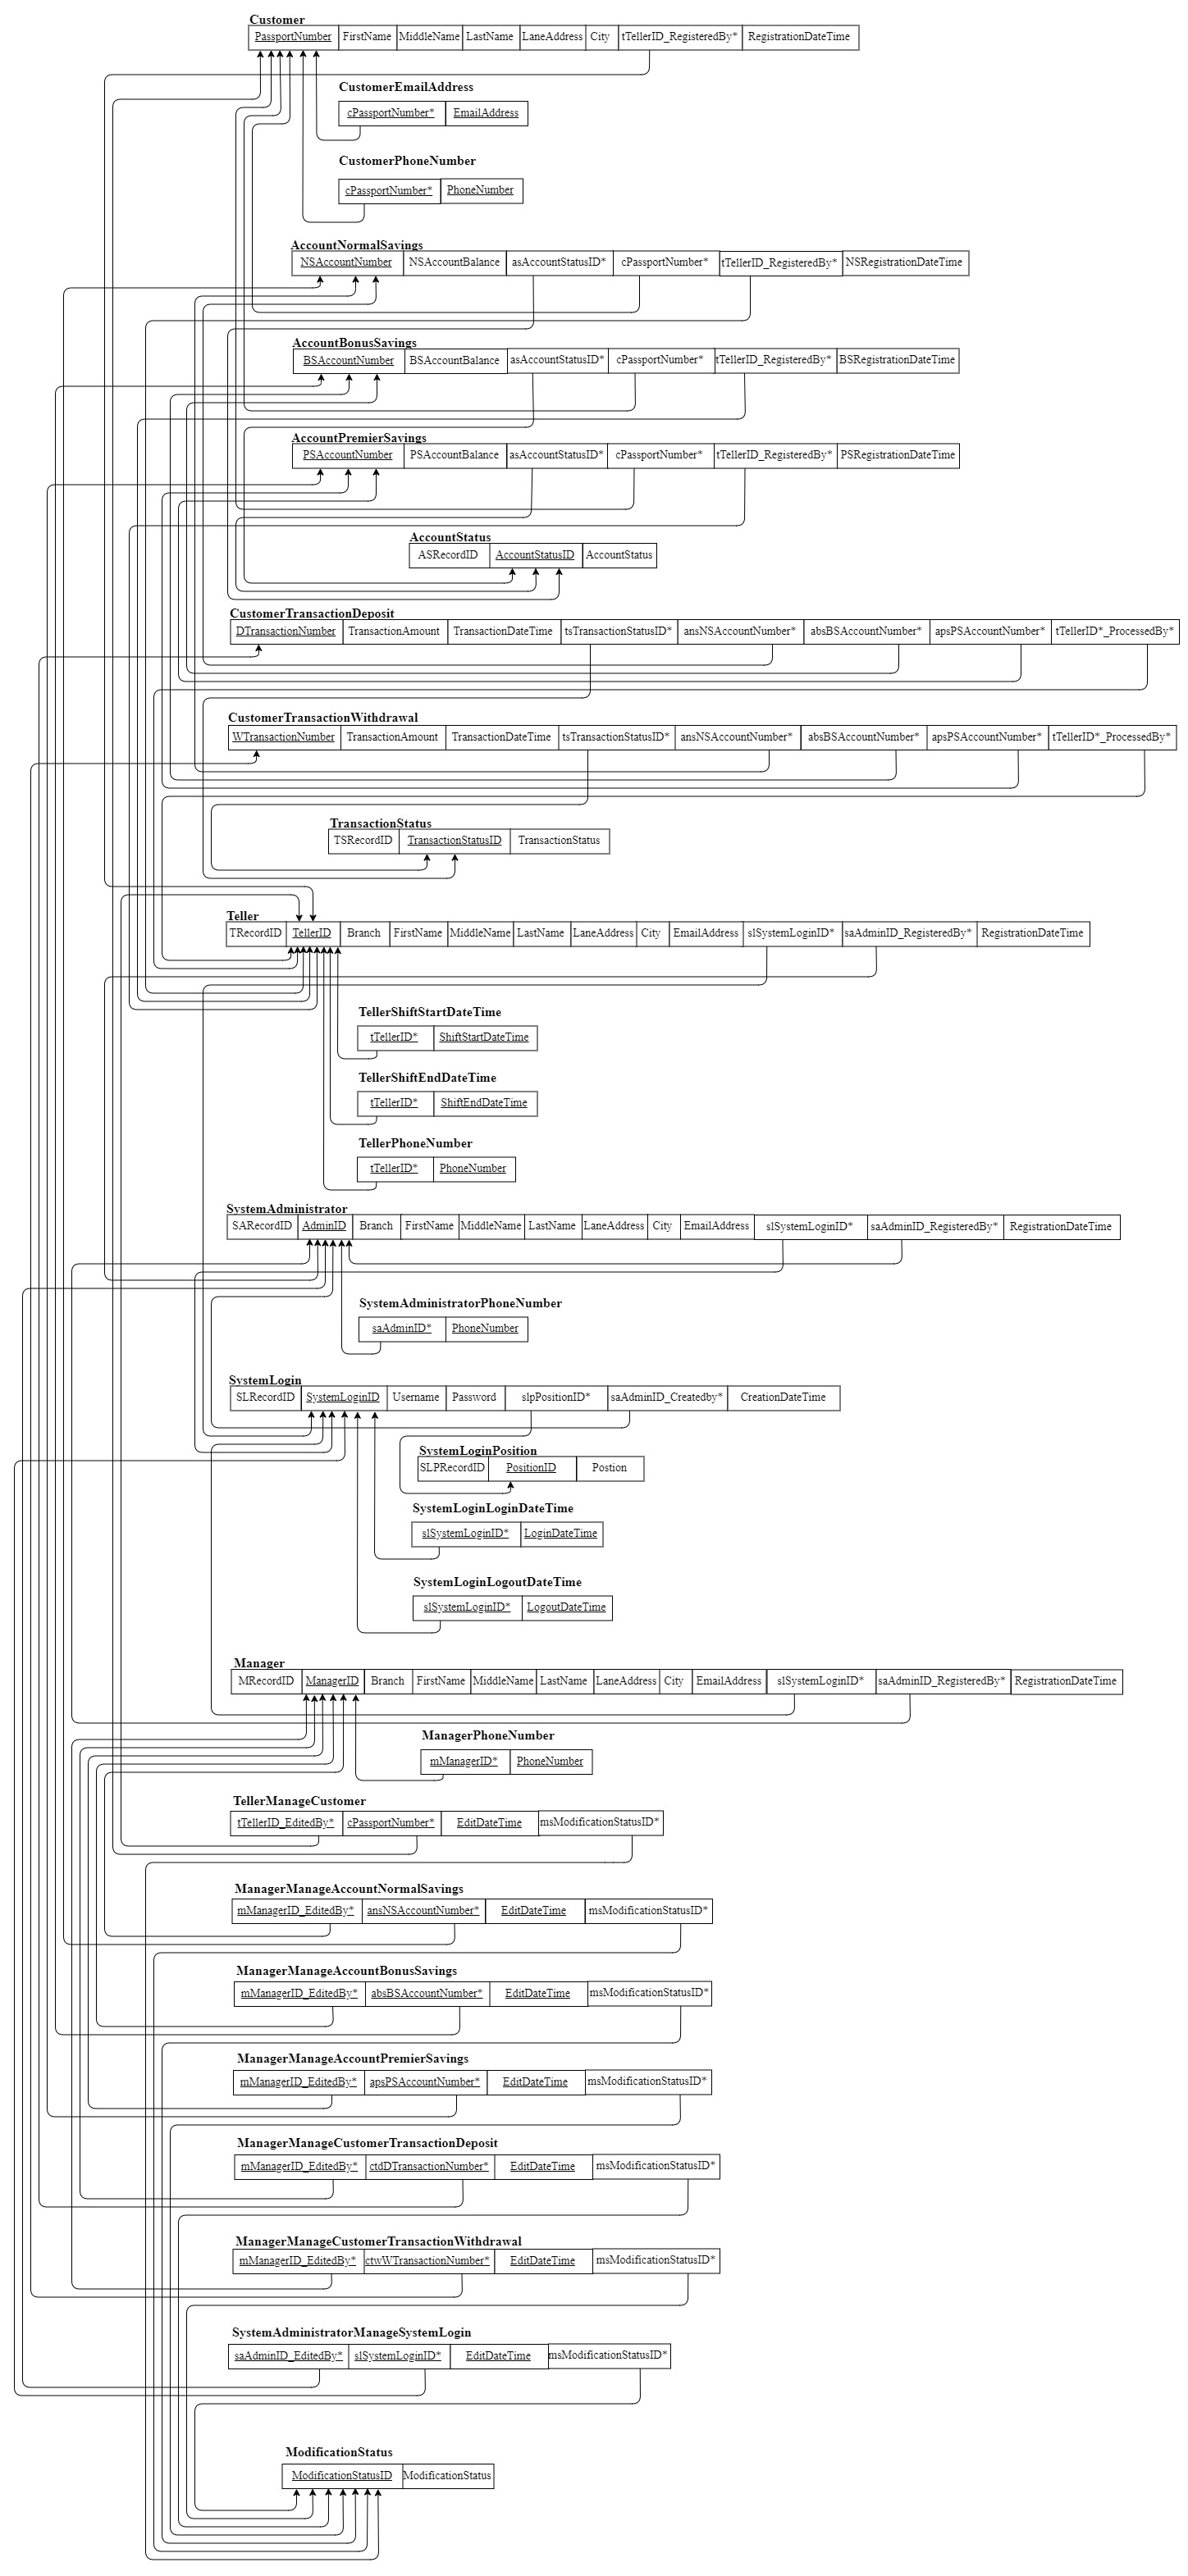 Customer
PassportNumber FirstName MiddleName LastName LaneAddress City tTellerID_RegisteredBy* RegistrationDateTime
CustomerEmailAddress
cPassportNumber* EmailAddress
CustomerPhoneNumber
cPassportNumber* PhoneNumber
AccountNormalSavings
NSAccountNumber NSAccountBalance asAccountStatusID* cPassportNumber* tTellerID_RegisteredBy* NSRegistrationDateTime
AccountBonusSavings
BSAccountNumber BSAccountBalance asAccountStatusID* cPassportNumber* tTellerID_RegisteredBy* BSRegistrationDateTime
AccountPremierSavings
PSAccountNumber PSAccountBalance asAccountStatusID* cPassportNumber* tTellerID_RegisteredBy* PSRegistrationDateTime
AccountStatus
ASRecordID AccountStatusID AccountStatus
CustomerTransactionDeposit
DTransactionNumber TransactionAmount TransactionDateTime tsTransactionStatusID* ansNSAccountNumber* absBSAccountNumber* apsPSAccountNumber* tTellerID*_ProcessedBy*
CustomerTransactionWithdrawal
WTransactionNumber TransactionAmount TransactionDateTime tsTransactionStatusID* ansNSAccountNumber* absBSAccountNumber* apsPSAccountNumber* tTellerID*_ProcessedBy*
TransactionStatus
TSRecordID TransactionStatusID TransactionStatus
Teller
TRecordID TellerID Branch FirstName MiddleName LastName LaneAddress City EmailAddress slSystemLoginID* saAdminID_RegisteredBy* RegistrationDateTime
TellerShiftStartDateTime
tTellerID* ShiftStartDateTime
TellerShiftEndDateTime
tTellerID* ShiftEndDateTime
TellerPhoneNumber
tTellerID* PhoneNumber
SystemAdministrator
SARecordID AdminID Branch FirstName MiddleName LastName LaneAddress City EmailAddress slSystemLoginID* saAdminID_RegisteredBy* RegistrationDateTime
SystemAdministratorPhoneNumber
saAdminID* PhoneNumber
SystemLogin
SLRecordID SystemLoginID Username Password slpPositionID* saAdminID_Createdby* CreationDateTime
SystemLoginPosition
SLPRecordID PositionID Postion
SystemLoginLoginDateTime
slSystemLoginID* LoginDateTime
SystemLoginLogoutDateTime
slSystemLoginID* LogoutDateTime
Manager
MRecordID ManagerID Branch FirstName MiddleName LastName LaneAddress City EmailAddress slSystemLoginID* saAdminID_RegisteredBy* RegistrationDateTime
ManagerPhoneNumber
mManagerID* PhoneNumber
TellerManageCustomer
tTellerID_EditedBy* cPassportNumber* EditDateTime msModificationStatusID*
ManagerManageAccountNormalSavings
mManagerID_EditedBy* ansNSAccountNumber* EditDateTime msModificationStatusID*
ManagerManageAccountBonusSavings
mManagerID_EditedBy* absBSAccountNumber* EditDateTime msModificationStatusID*
ManagerManageAccountPremierSavings
mManagerID_EditedBy* apsPSAccountNumber* EditDateTime msModificationStatusID*
ManagerManageCustomerTransactionDeposit
mManagerID_EditedBy* ctdDTransactionNumber* EditDateTime msModificationStatusID*
ManagerManageCustomerTransactionWithdrawal
mManagerID_EditedBy* ctwWTransactionNumber* EditDateTime msModificationStatusID*
SystemAdministratorManageSystemLogin
saAdminID_EditedBy* slSystemLoginID* EditDateTime msModificationStatusID*
ModificationStatus
ModificationStatusID ModificationStatus